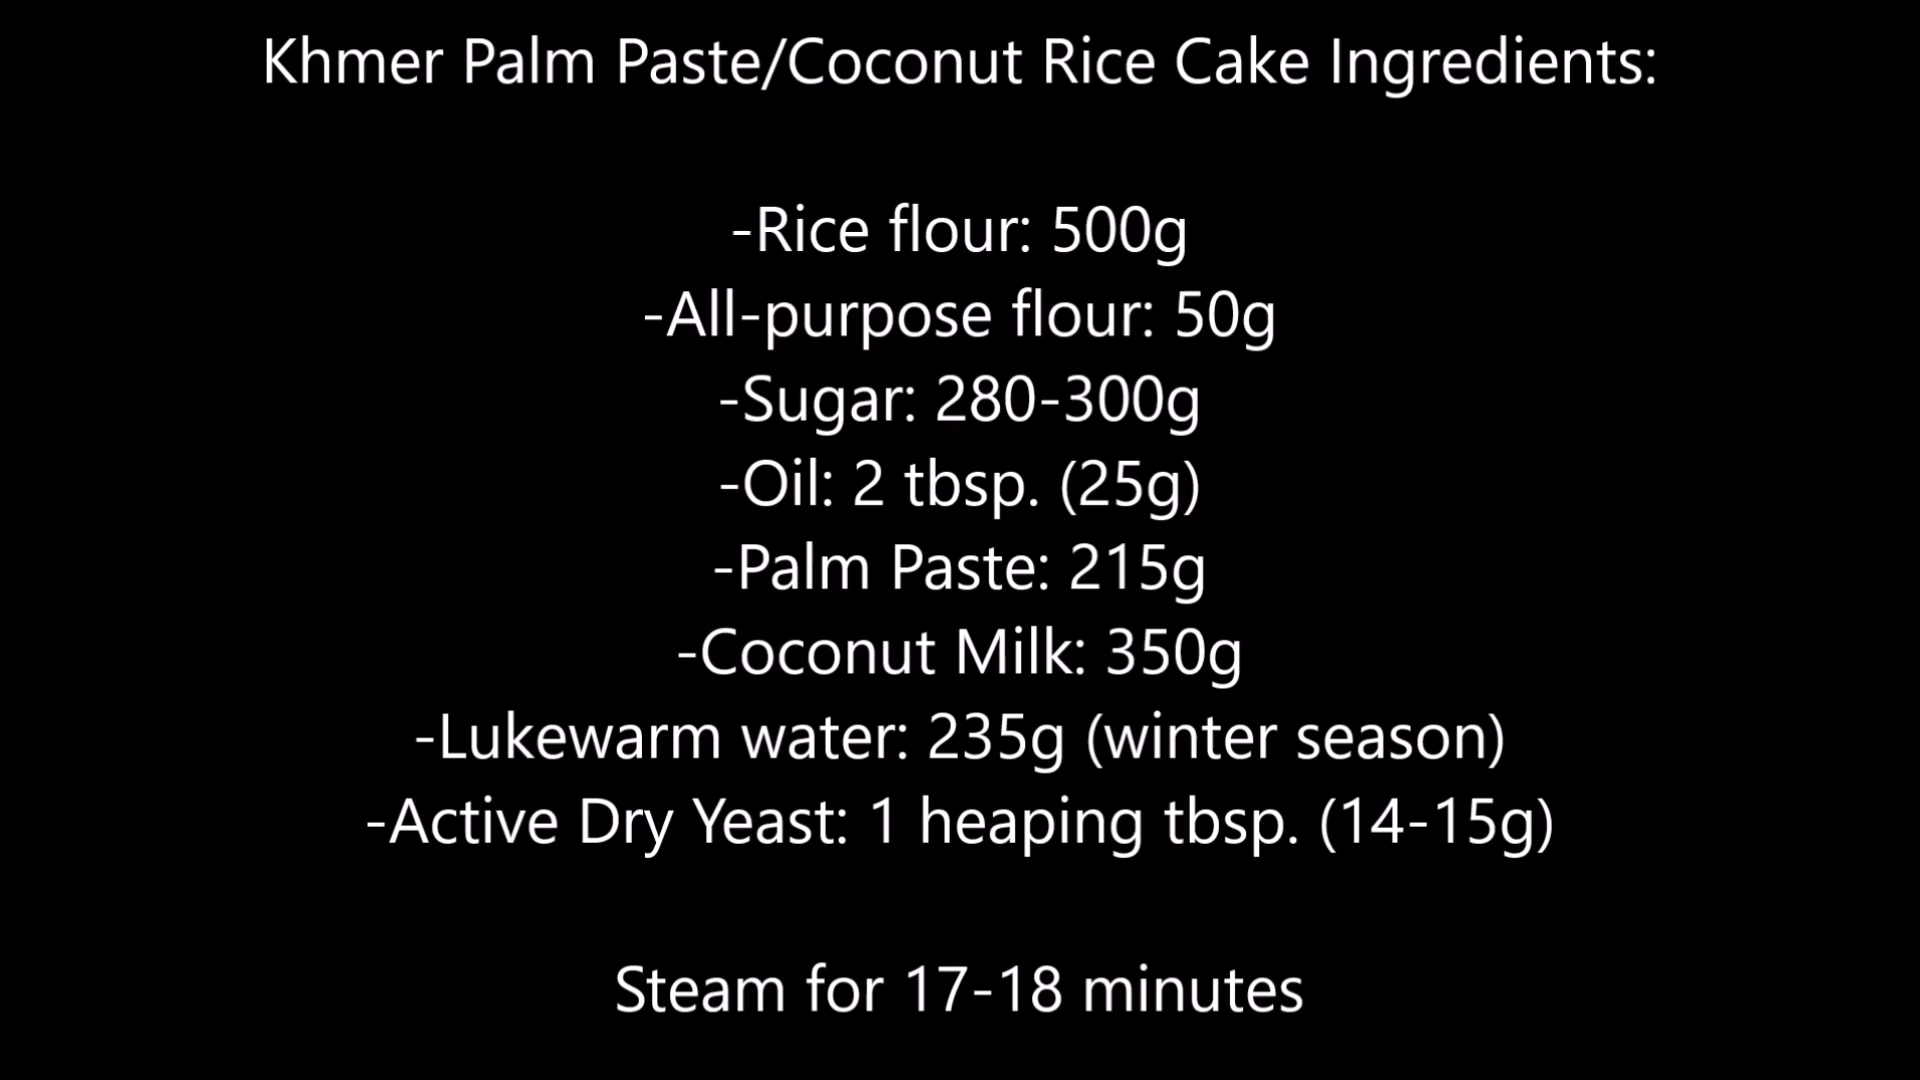 Khmer Palm Paste/Coconut Rice Cake Ingredients:
-Rice flour: 500g
-All-purpose flour: 50g
-Sugar: 280-300g
-Oil: 2 tbsp. (25g)
-Palm Paste: 215g
-Coconut Milk: 350g
-Lukewarm water: 235g (winter season)
-Active Dry Yeast: 1 heaping tbsp. (14-15g)
Steam for 17-18 minutes